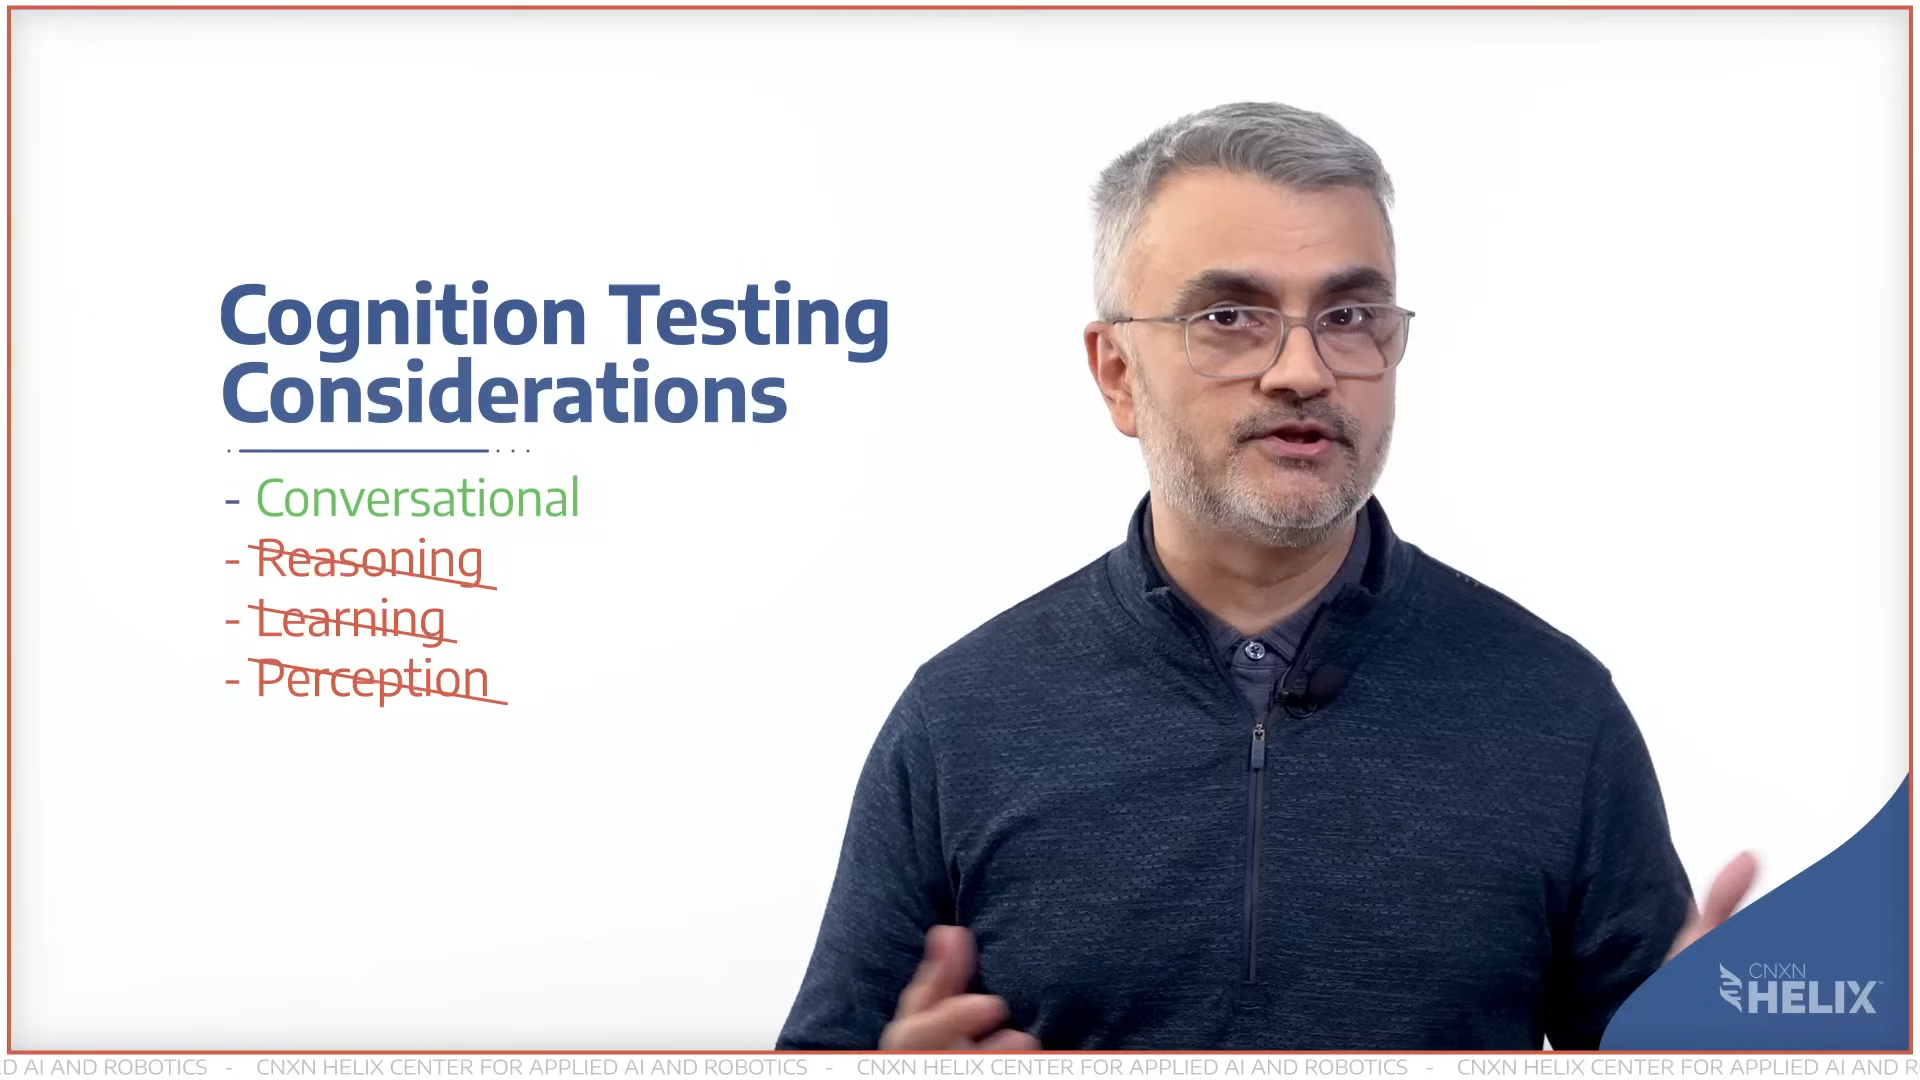 Cognition Testing
Considerations
- Conversational
- Reasoning
- Learning
- Perception
CNXN
HELIX
D AI AND ROBOTICS - CNXN HELIX CENTER FOR APPLIED AI AND ROBOTICS - CNXN HELIX CENTER FOR APPLIED AI AND ROBOTICS - CNXN HELIX CENTER FOR APPLIED AI AND R